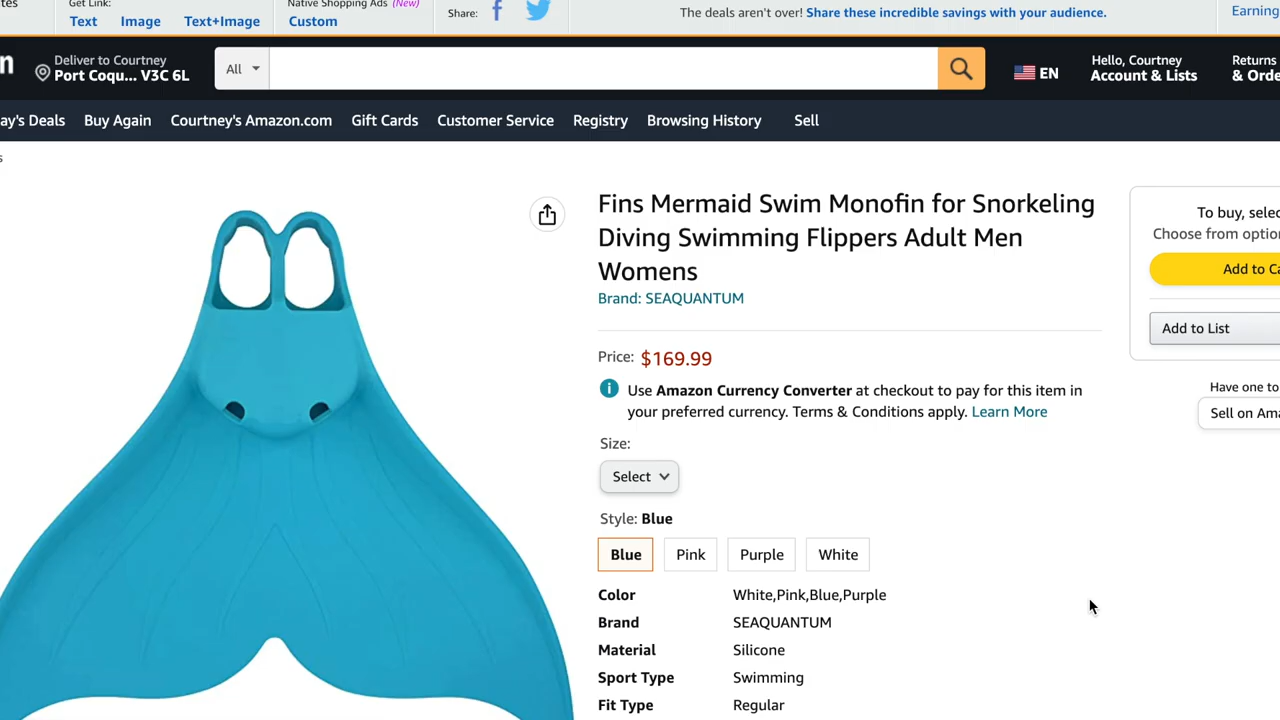 Get Link:
Native Shopping Ads (New)
Text
Image
Text+Image
Custom
Share:
The deals aren't over! Share these incredible savings with your audience.
Earning
Deliver to Courtney
Port Coqu... V3C 6L
All
EN
Hello, Courtney
Account & Lists
Returns
& Orde
ay's Deals
Buy Again
Courtney's Amazon.com
Gift Cards
Customer Service
Registry
Browsing History
Sell
Fins Mermaid Swim Monofin for Snorkeling
Diving Swimming Flippers Adult Men
Womens
Brand: SEAQUANTUM
Price: $169.99
Use Amazon Currency Converter at checkout to pay for this item in
your preferred currency. Terms & Conditions apply. Learn More
Size:
Select
Style: Blue
Blue
Pink
Purple
White
Color White,Pink,Blue,Purple
Brand SEAQUANTUM
Material Silicone
Sport Type Swimming
Fit Type Regular
To buy, selec
Choose from option
Add to Ca
Add to List
Have one to
Sell on Ama